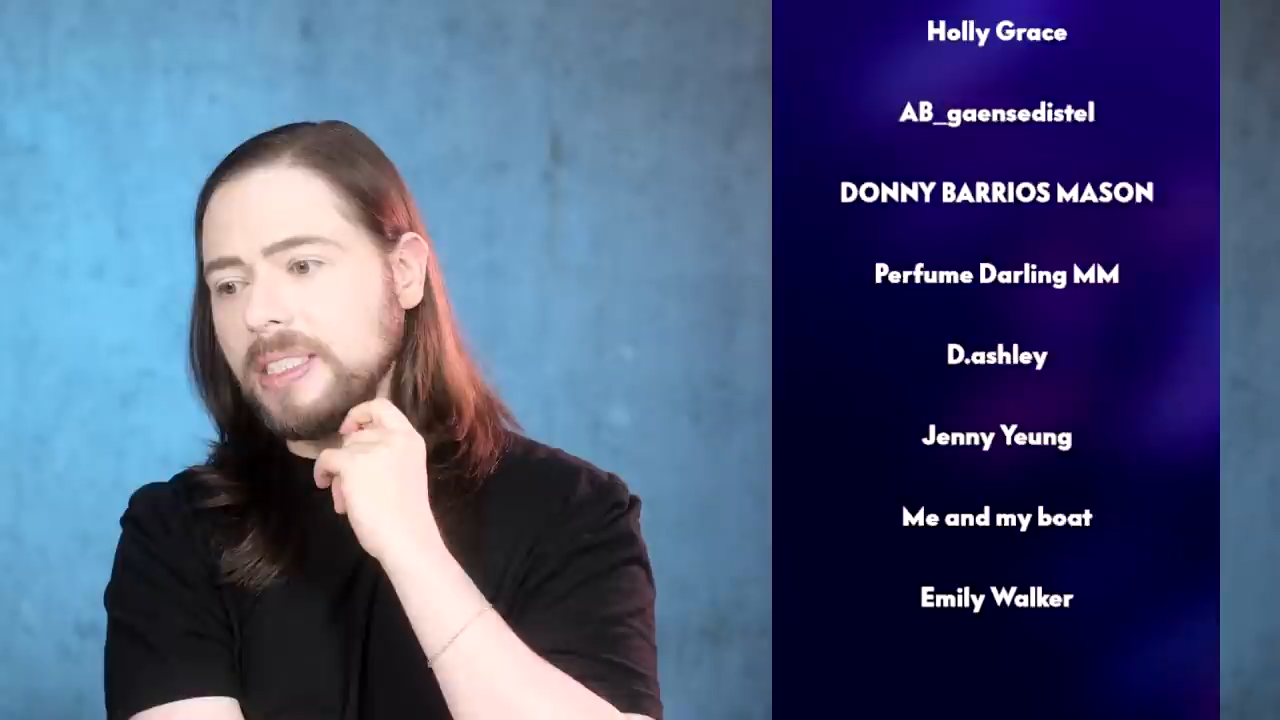 Holly Grace
AB_gaensedistel
DONNY BARRIOS MASON
Perfume Darling MM
D.ashley
Jenny Yeung
Me and my boat
Emily Walker